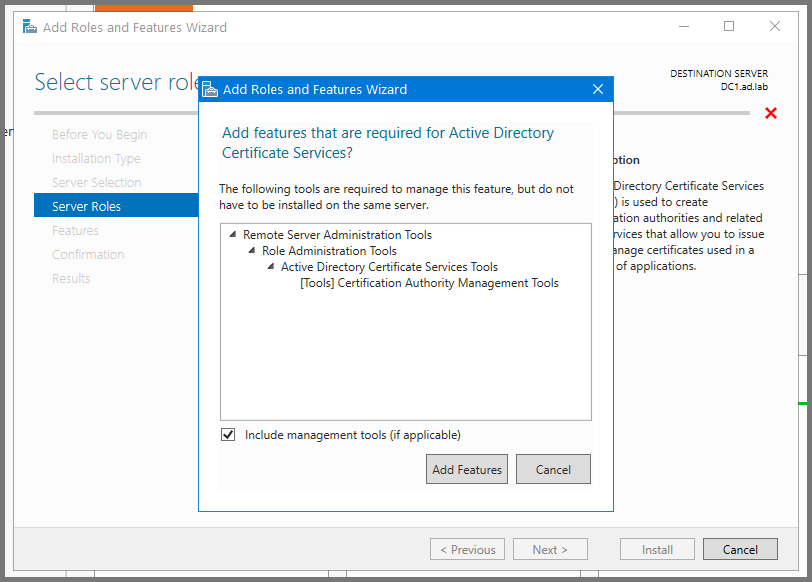 Add Roles and Features Wizard
Select server
DESTINATION SERVER
DC1.ad.lab
Before You Begin
Installation Type
Server Selection
Server Roles
Features
Confirmation
Results
Add Roles and Features Wizard
Add features that are required for Active Directory
Certificate Services?
The following tools are required to manage this feature, but do not
have to be installed on the same server.
Remote Server Administration Tools
Role Administration Tools
Active Directory Certificate Services Tools
[Tools] Certification Authority Management Tools
Include management tools (if applicable)
Add Features
Cancel
Directory Certificate Services
) is used to create
ation authorities and related
rvices that allow you to issue
anage certificates used in a
of applications.
< Previous
Next >
Install
Cancel